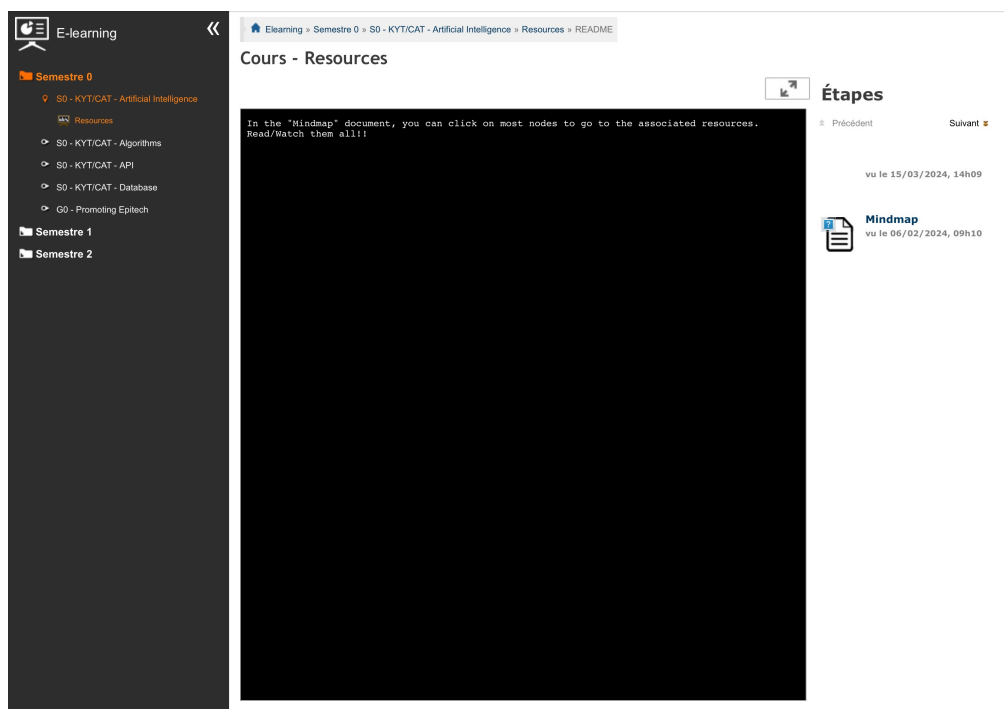 E-learning
«
Semestre 0
S0 - KYT/CAT - Artificial Intelligence
Resources
S0 - KYT/CAT - Algorithms
S0 - KYT/CAT - API
S0 - KYT/CAT - Database
G0 - Promoting Epitech
Semestre 1
Semestre 2
Elearning » Semestre 0 » S0 - KYT/CAT - Artificial Intelligence » Resources » README
Cours - Resources
In the "Mindmap" document, you can click on most nodes to go to the associated resources.
Read/Watch them all!!
Étapes
Précédent Suivant
vu le 15/03/2024, 14h09
?
Mindmap
vu le 06/02/2024, 09h10